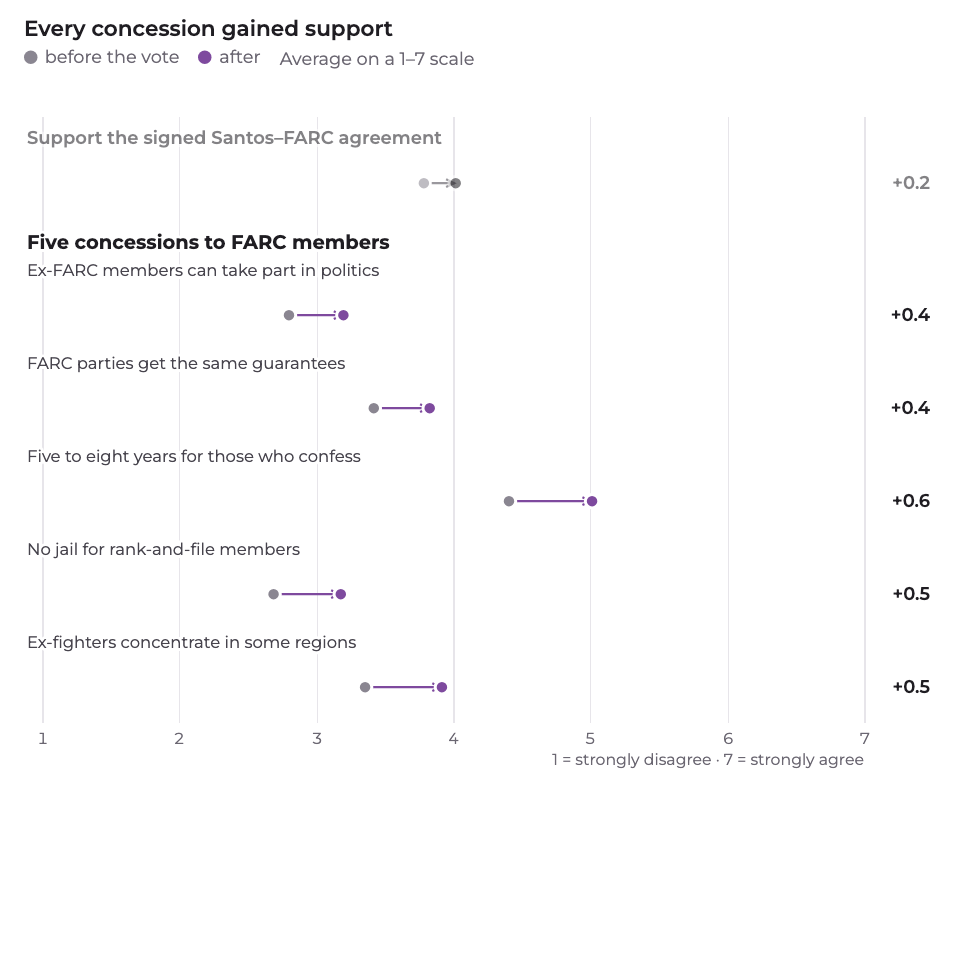 Every concession gained support
before the vote after Average on a 1–7 scale
Support the signed Santos–FARC agreement
+0.2
Five concessions to FARC members
Ex-FARC members can take part in politics
+0.4
FARC parties get the same guarantees
+0.4
Five to eight years for those who confess
+0.6
No jail for rank-and-file members
+0.5
Ex-fighters concentrate in some regions
+0.5
1 2 3 4 5 6 7
1 = strongly disagree · 7 = strongly agree